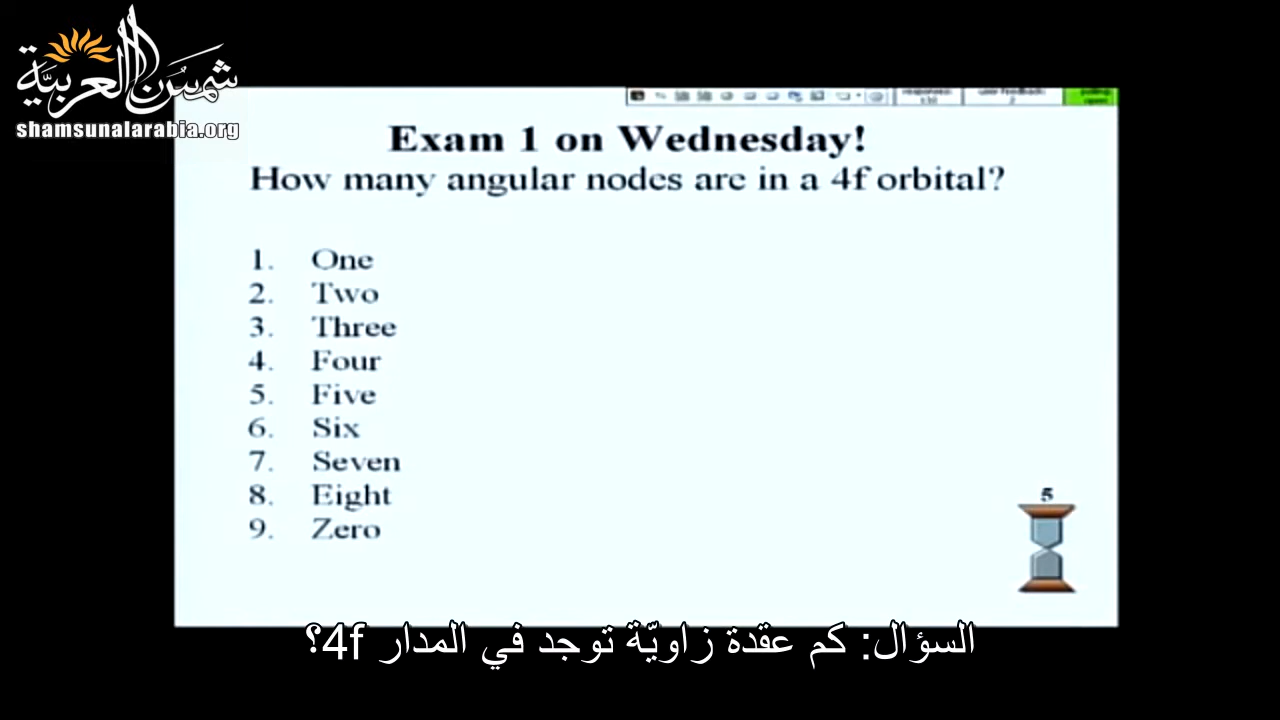 شمس العربية
shamsunalarabia.org
Exam 1 on Wednesday!
How many angular nodes are in a 4f orbital?
1. One
2. Two
3. Three
4. Four
5. Five
6. Six
7. Seven
8. Eight
9. Zero
5
السؤال: كم عقدة زاويّة توجد في المدار 4f؟